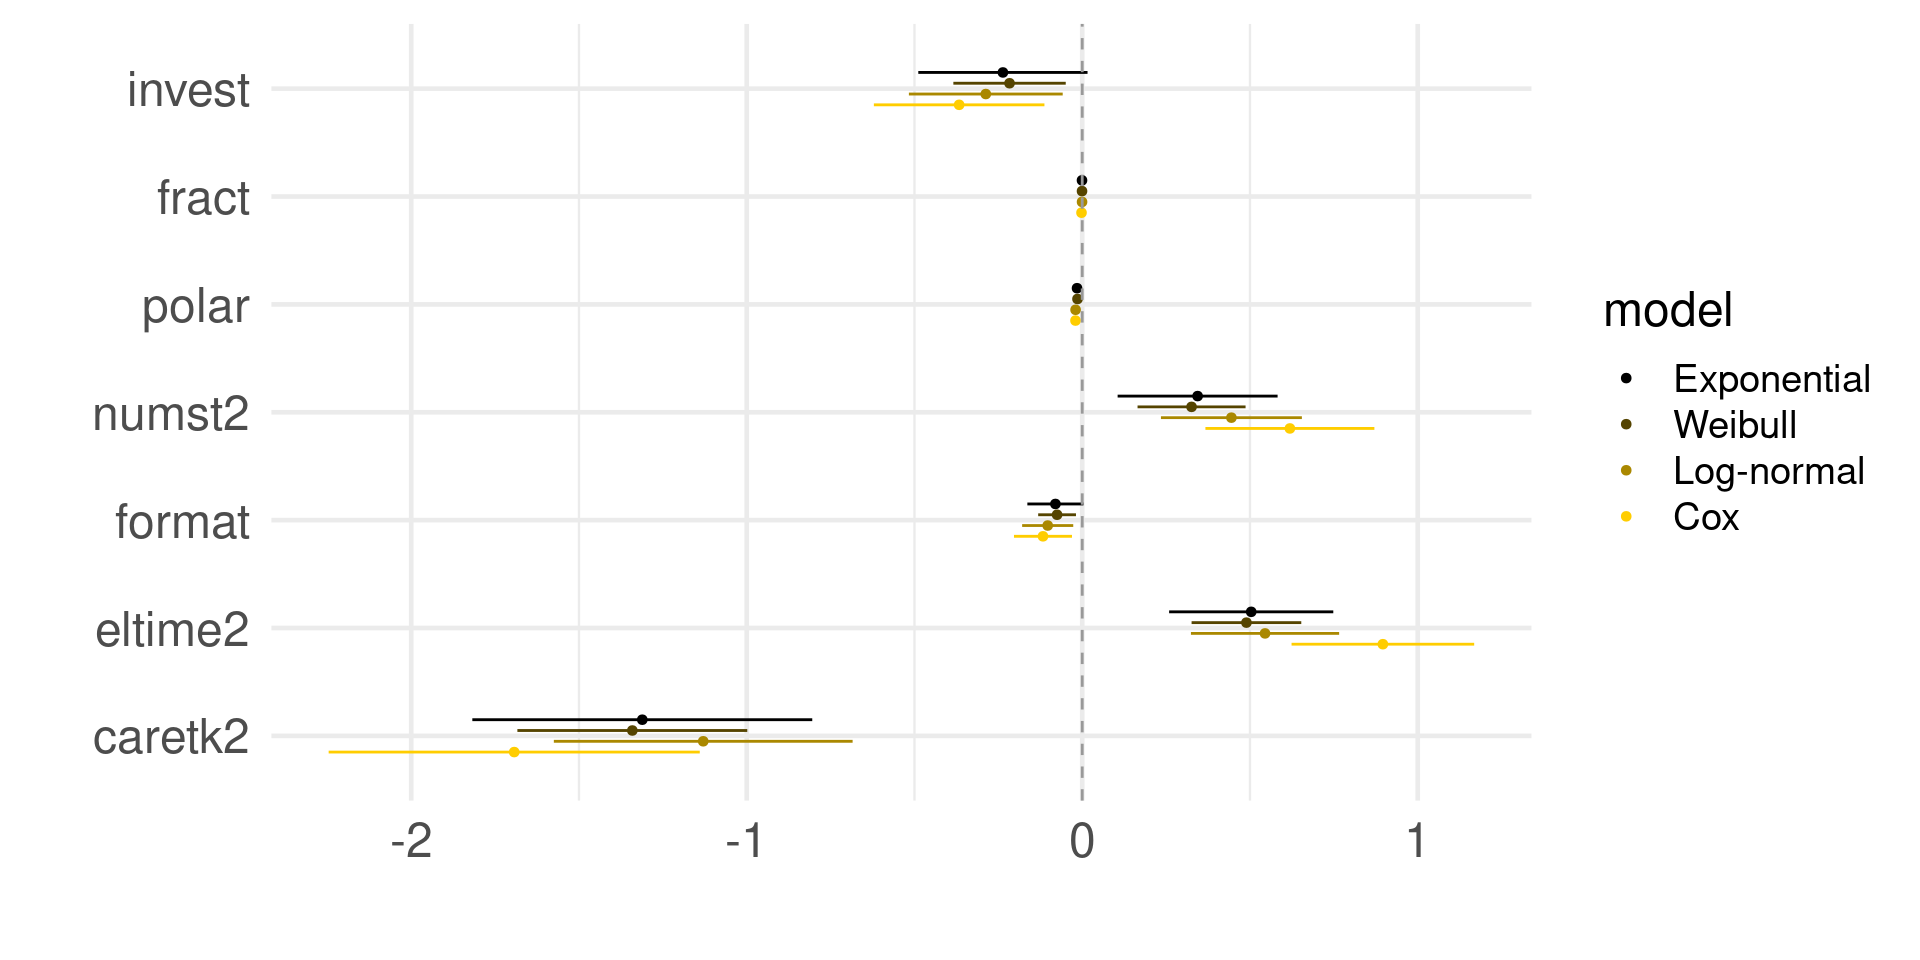 invest
fract
polar
numst2
format
eltime2
caretk2
-2 -1 0 1
model
Exponential
Weibull
Log-normal
Cox